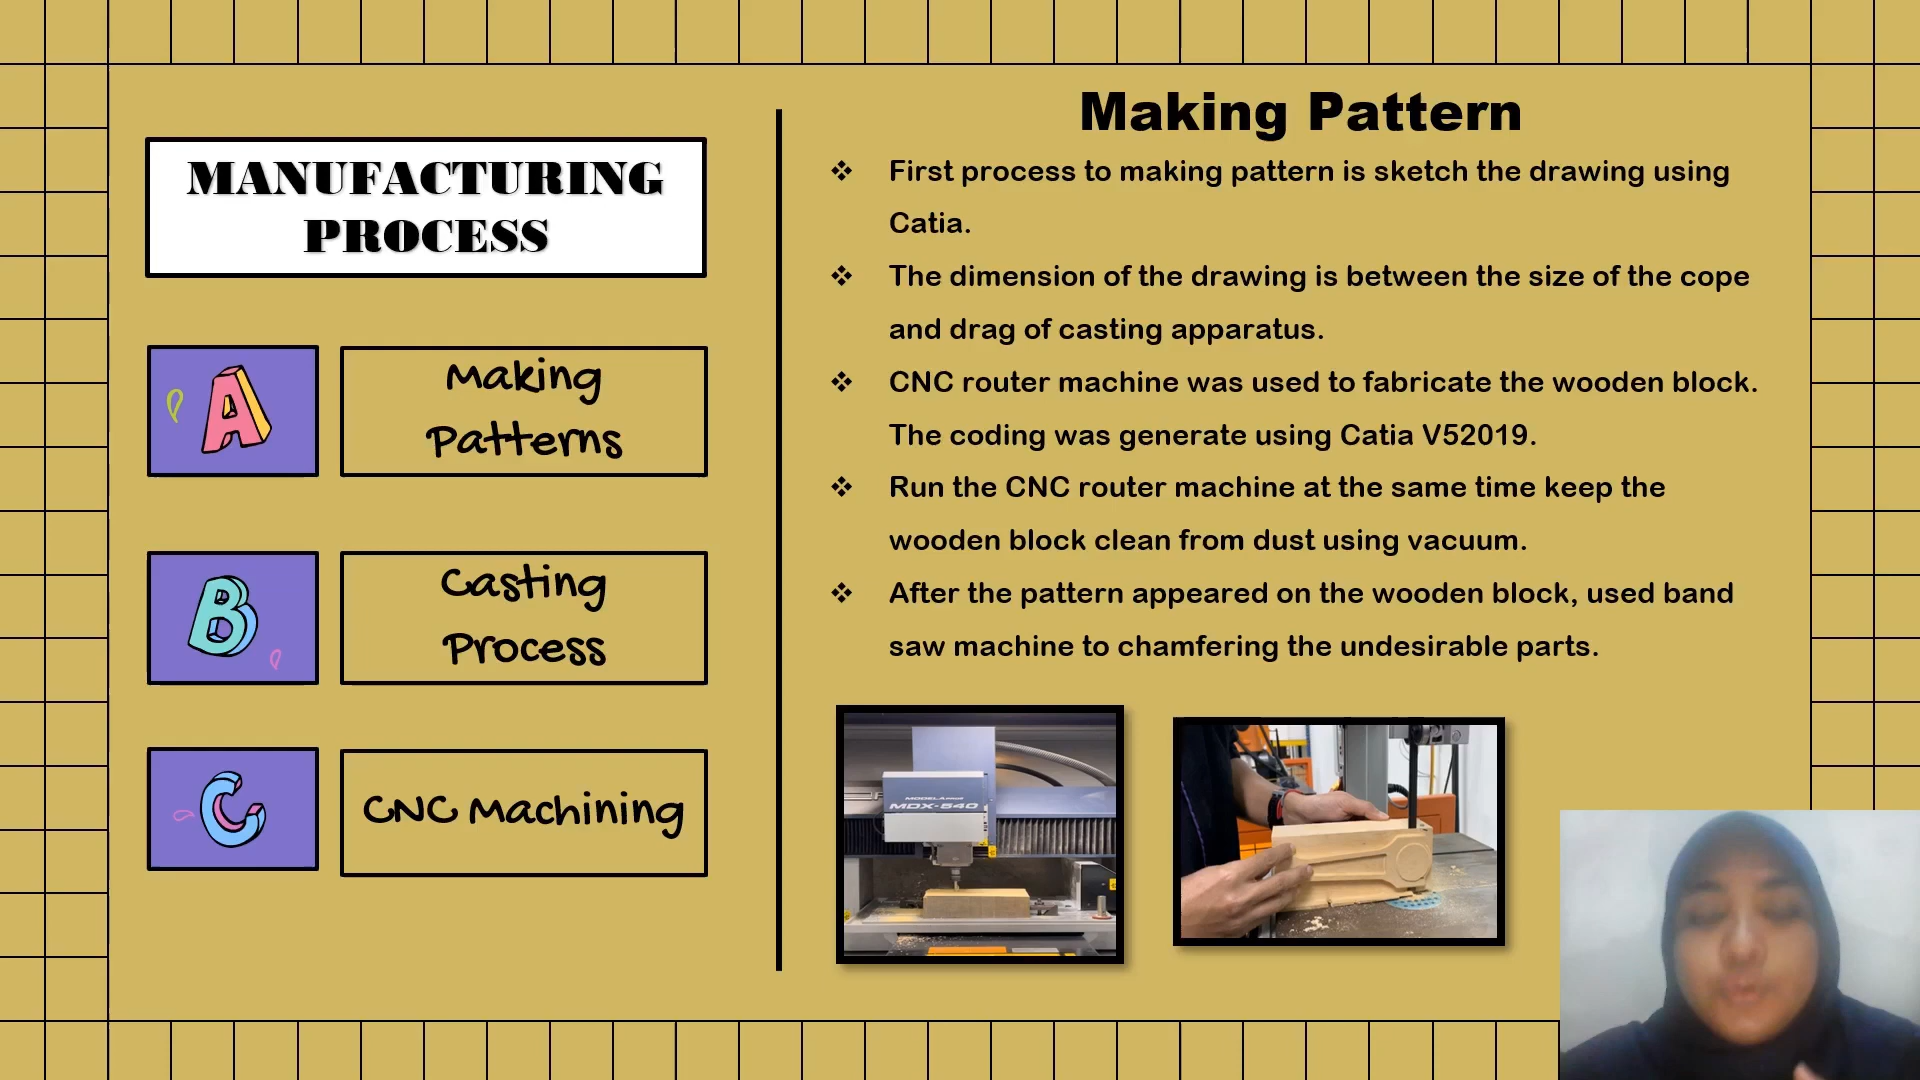 MANUFACTURING
PROCESS
A
Making
Patterns
B
Casting
Process
C
CNC Machining
Making Pattern
❖ First process to making pattern is sketch the drawing using
Catia.
❖ The dimension of the drawing is between the size of the cope
and drag of casting apparatus.
❖ CNC router machine was used to fabricate the wooden block.
The coding was generate using Catia V52019.
❖ Run the CNC router machine at the same time keep the
wooden block clean from dust using vacuum.
❖ After the pattern appeared on the wooden block, used band
saw machine to chamfering the undesirable parts.
MODELA
MDX-540